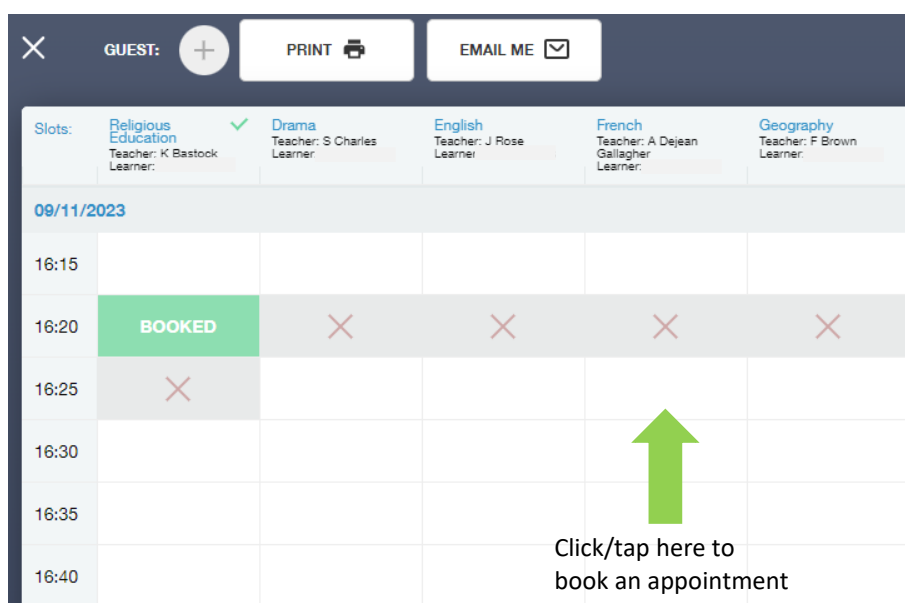 GUEST: PRINT EMAIL ME
Slots:
Religious
Education
Teacher: K Bastock
Learner:
Drama
Teacher: S Charles
Learner
English
Teacher: J Rose
Learner
French
Teacher: A Dejean
Gallagher
Learner:
Geography
Teacher: F Brown
Learner:
09/11/2023
16:15
16:20 BOOKED
16:25
16:30
16:35
16:40
Click/tap here to
book an appointment